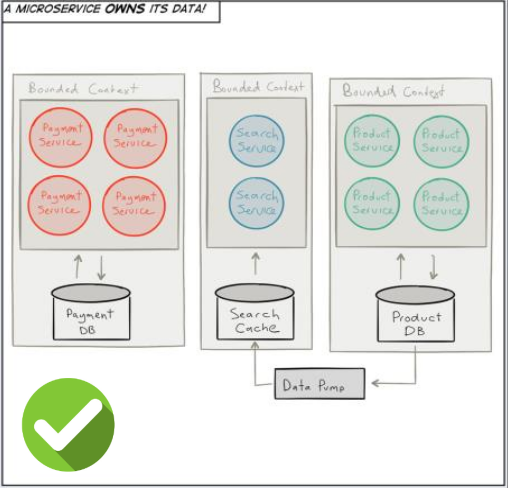 A MICROSERVICE OWNS ITS DATA!
Bounded Context
Payment
Service
Payment
Service
Payment
Service
Payment
Service
Payment
DB
Bounded Context
Search
Service
Search
Service
Search
Cache
Bounded Context
Product
Service
Product
Service
Product
Service
Product
Service
Product
DB
Data Pump